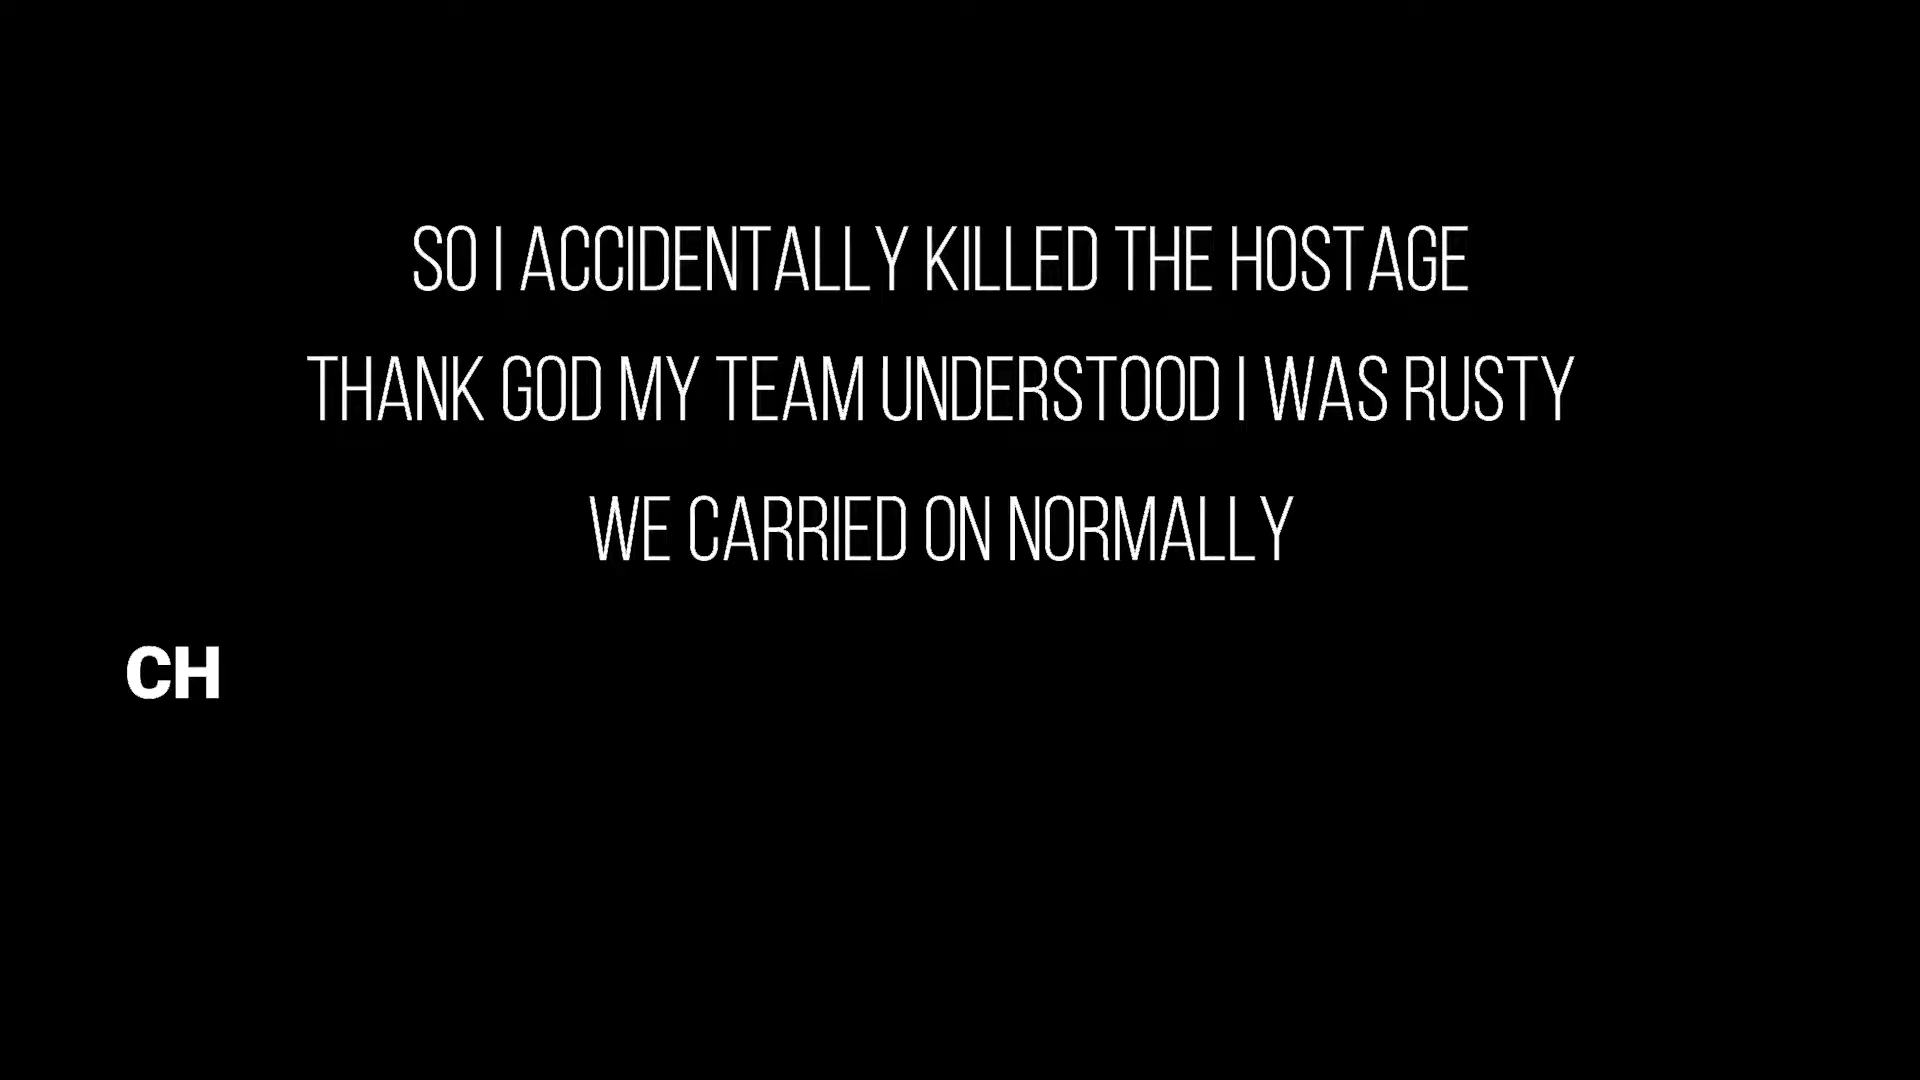 SO I ACCIDENTALLY KILLED THE HOSTAGE
THANK GOD MY TEAM UNDERSTOOD I WAS RUSTY
WE CARRIED ON NORMALLY
CH